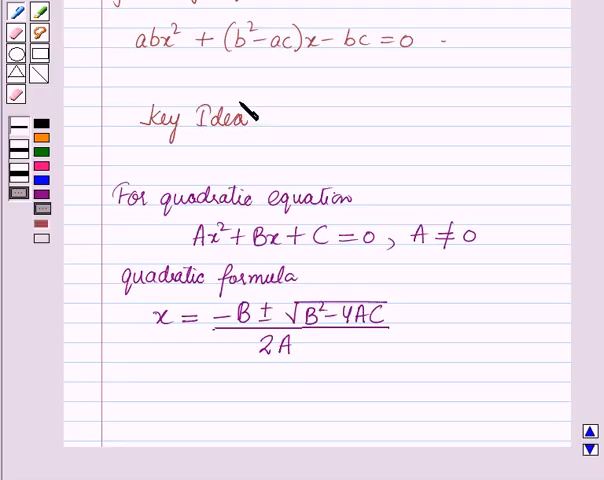 abx² + (b²-ac)x - bc = 0
Key Idea
For quadratic equation
Ax² + Bx + C = 0, A ≠ 0
quadratic formula
x = (-B ± √(B²-4AC)) / 2A